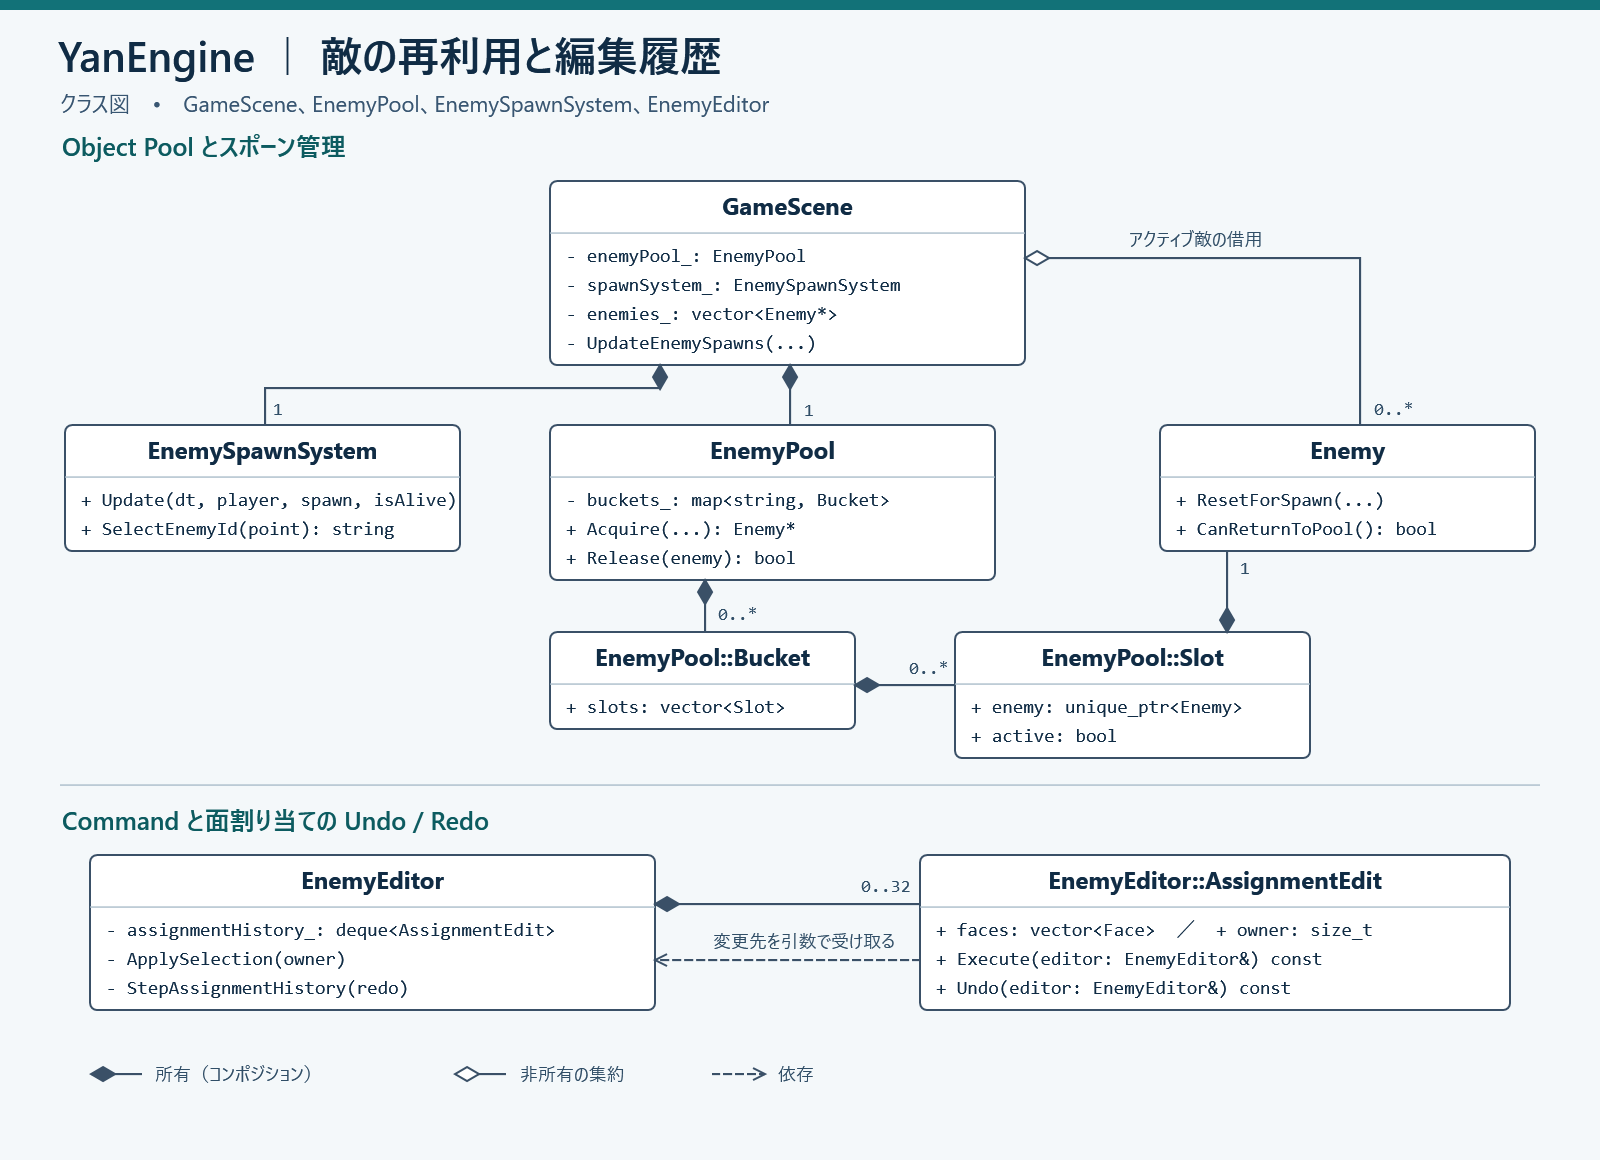 YanEngine ｜ 敵の再利用と編集履歴
クラス図 • GameScene、EnemyPool、EnemySpawnSystem、EnemyEditor
Object Pool とスポーン管理
GameScene
- enemyPool_: EnemyPool
- spawnSystem_: EnemySpawnSystem
- enemies_: vector<Enemy*>
- UpdateEnemySpawns(...)
アクティブ敵の借用
1
1
0..*
EnemySpawnSystem
+ Update(dt, player, spawn, isAlive)
+ SelectEnemyId(point): string
EnemyPool
- buckets_: map<string, Bucket>
+ Acquire(...): Enemy*
+ Release(enemy): bool
Enemy
+ ResetForSpawn(...)
+ CanReturnToPool(): bool
1
0..*
EnemyPool::Bucket
+ slots: vector<Slot>
0..*
EnemyPool::Slot
+ enemy: unique_ptr<Enemy>
+ active: bool
Command と面割り当ての Undo / Redo
EnemyEditor
- assignmentHistory_: deque<AssignmentEdit>
- ApplySelection(owner)
- StepAssignmentHistory(redo)
0..32
変更先を引数で受け取る
EnemyEditor::AssignmentEdit
+ faces: vector<Face> ／ + owner: size_t
+ Execute(editor: EnemyEditor&) const
+ Undo(editor: EnemyEditor&) const
所有（コンポジション）
非所有の集約
依存